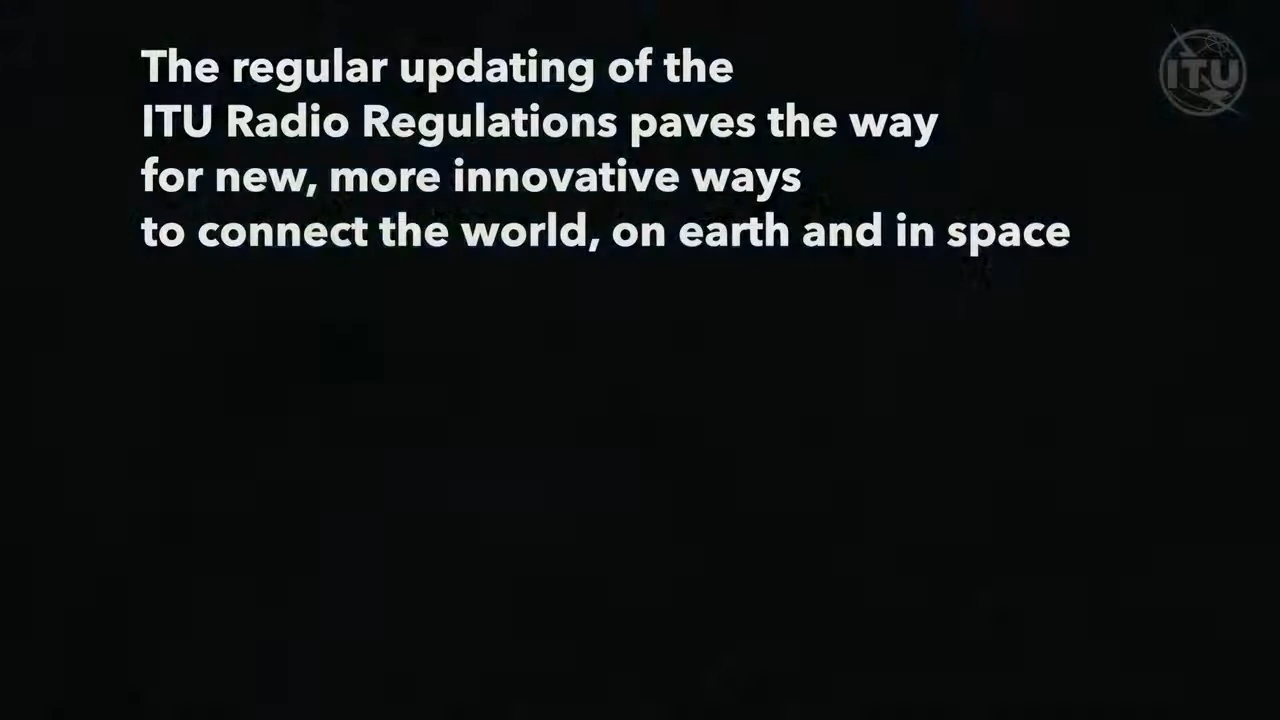 The regular updating of the
ITU Radio Regulations paves the way
for new, more innovative ways
to connect the world, on earth and in space
ITU